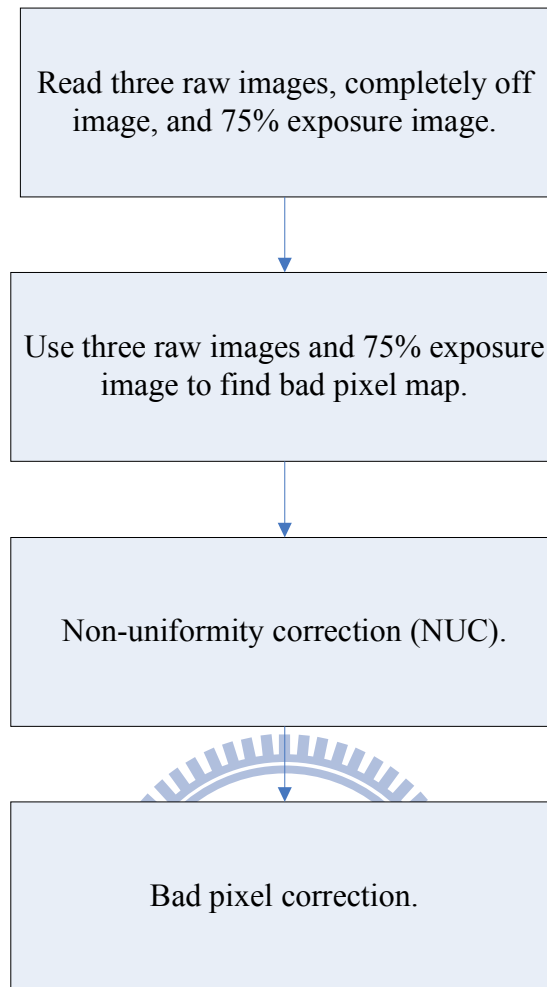 Read three raw images, completely off
image, and 75% exposure image.
Use three raw images and 75% exposure
image to find bad pixel map.
Non-uniformity correction (NUC).
Bad pixel correction.